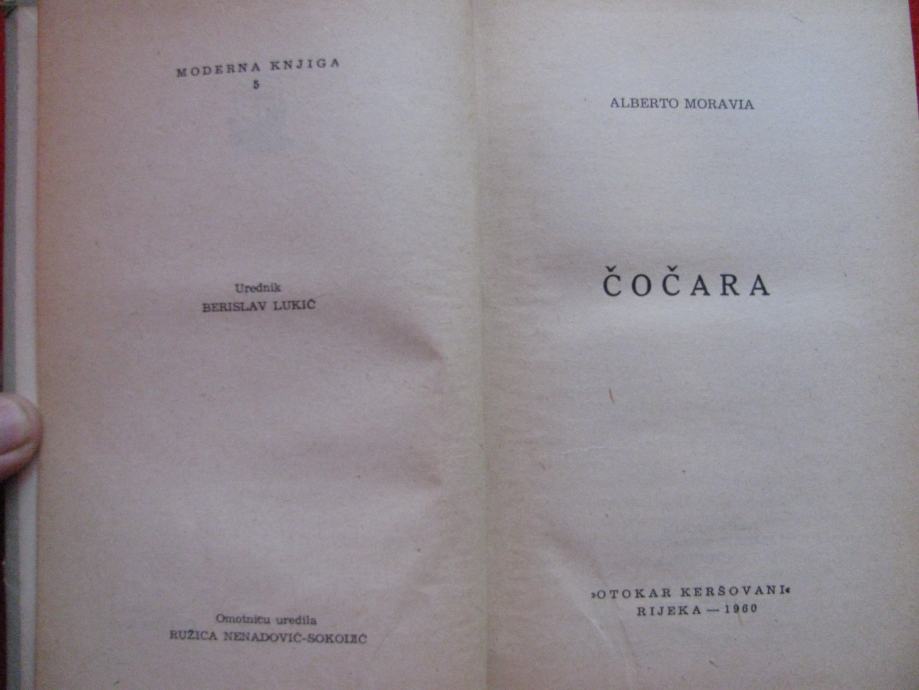 MODERNA KNJIGA
5
Urednik
BERISLAV LUKIĆ
Omotnicu uredila
RUŽICA NENADOVIĆ-SOKOLIĆ
ALBERTO MORAVIA
ČOČARA
»OTOKAR KERŠOVANI«
RIJEKA — 1960